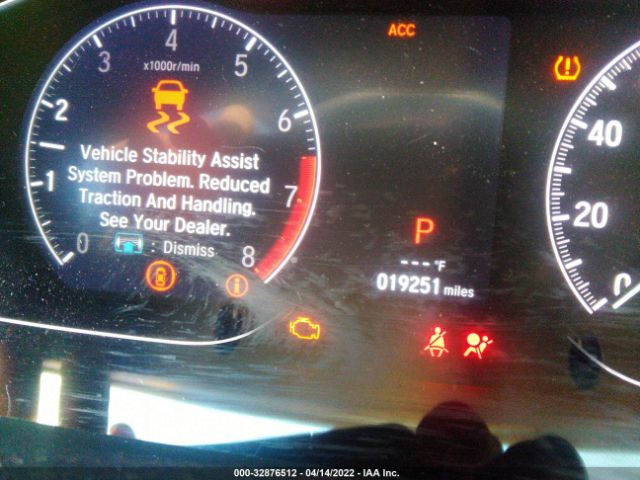 ACC
0 1 2 3 4 5 6 7 8
x1000r/min
Vehicle Stability Assist
System Problem. Reduced
Traction And Handling.
See Your Dealer.
: Dismiss
P
---°F
019251 miles
40
20
0
000-32876512 - 04/14/2022 - IAA Inc.